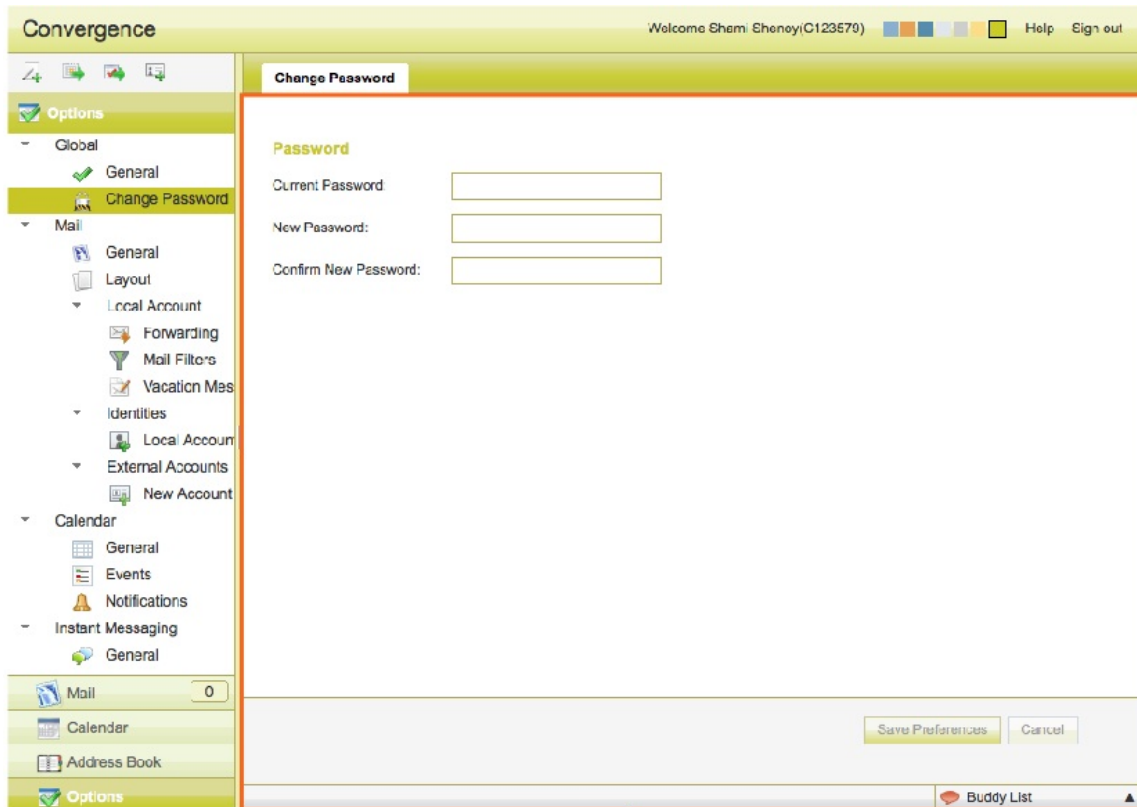 Convergence
Welcome Shami Shenoy(C123579)
Help
Sign out
Change Password
Options
Global
General
Change Password
Mail
General
Layout
Local Account
Forwarding
Mail Filters
Vacation Mes
Identities
Local Accoun
External Accounts
New Account
Calendar
General
Events
Notifications
Instant Messaging
General
Mail 0
Calendar
Address Book
Options
Password
Current Password:
New Password:
Confirm New Password:
Save Preferences
Cancel
Buddy List